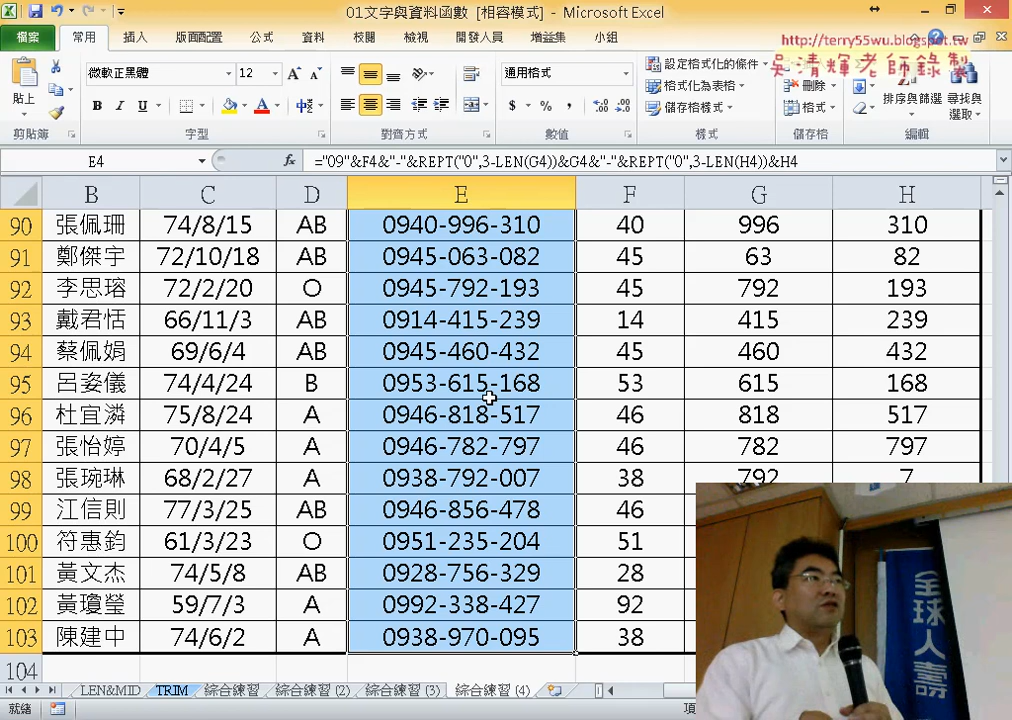 01文字與資料函數 [相容模式] - Microsoft Excel
檔案 常用 插入 版面配置 公式 資料 校閱 檢視 開發人員 增益集 小組
http://terry55wu.blogspot.tw
吳清輝老師錄製
貼上 微軟正黑體 12 通用格式 設定格式化的條件 格式化為表格 儲存格樣式 刪除 格式 排序與篩選 尋找與選取
剪貼簿 字型 對齊方式 數值 樣式 儲存格 編輯
E4 fx ="09"&F4&"-"&REPT("0",3-LEN(G4))&G4&"-"&REPT("0",3-LEN(H4))&H4
B C D E F G H
90 張佩珊 74/8/15 AB 0940-996-310 40 996 310
91 鄭傑宇 72/10/18 AB 0945-063-082 45 63 82
92 李思瑢 72/2/20 O 0945-792-193 45 792 193
93 戴君恬 66/11/3 AB 0914-415-239 14 415 239
94 蔡佩娟 69/6/4 AB 0945-460-432 45 460 432
95 呂姿儀 74/4/24 B 0953-615-168 53 615 168
96 杜宜潾 75/8/24 A 0946-818-517 46 818 517
97 張怡婷 70/4/5 A 0946-782-797 46 782 797
98 張琬琳 68/2/27 A 0938-792-007 38 792 7
99 江信則 77/3/25 AB 0946-856-478 46
100 符惠鈞 61/3/23 O 0951-235-204 51
101 黃文杰 74/5/8 AB 0928-756-329 28
102 黃瓊瑩 59/7/3 A 0992-338-427 92
103 陳建中 74/6/2 A 0938-970-095 38
104
全球人壽
LEN&MID TRIM 綜合練習 綜合練習 (2) 綜合練習 (3) 綜合練習 (4)
就緒